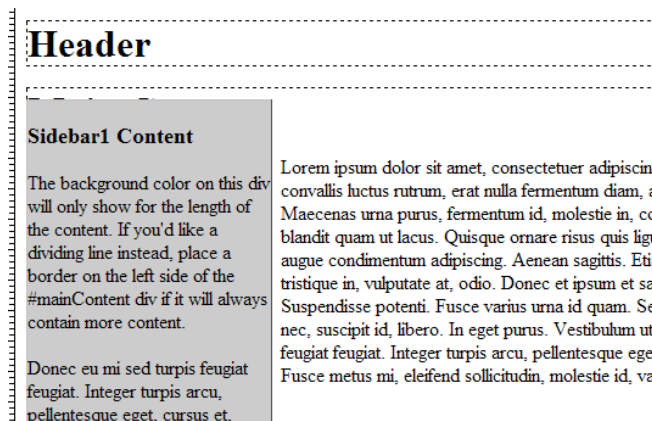 Header
Sidebar1 Content
The background color on this div
will only show for the length of
the content. If you'd like a
dividing line instead, place a
border on the left side of the
#mainContent div if it will always
contain more content.
Donec eu mi sed turpis feugiat
feugiat. Integer turpis arcu,
pellentesque eget, cursus et,
Lorem ipsum dolor sit amet, consectetuer adipiscin
convallis luctus rutrum, erat nulla fermentum diam, a
Maecenas urna purus, fermentum id, molestie in, co
blandit quam ut lacus. Quisque ornare risus quis ligu
augue condimentum adipiscing. Aenean sagittis. Eti
tristique in, vulputate at, odio. Donec et ipsum et sa
Suspendisse potenti. Fusce varius urna id quam. Se
nec, suscipit id, libero. In eget purus. Vestibulum ut
feugiat feugiat. Integer turpis arcu, pellentesque ege
Fusce metus mi, eleifend sollicitudin, molestie id, va